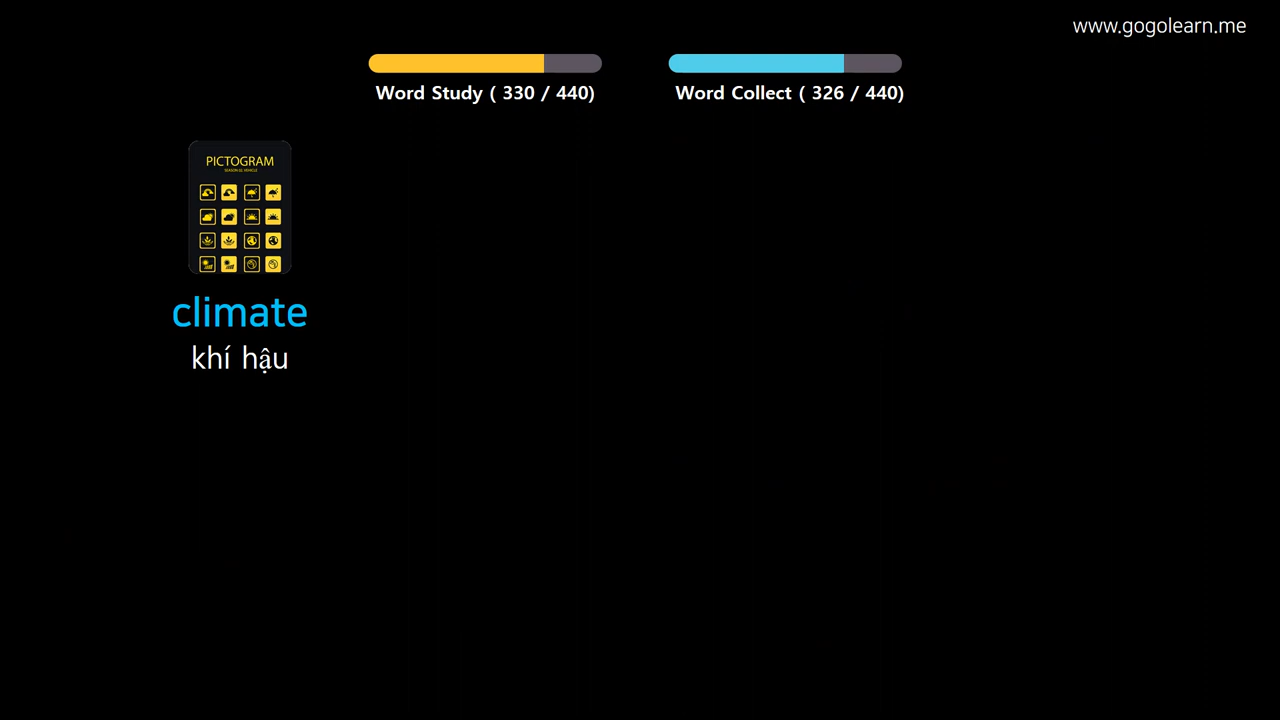 www.gogolearn.me
Word Study ( 330 / 440)
Word Collect ( 326 / 440)
PICTOGRAM
climate
khí hậu